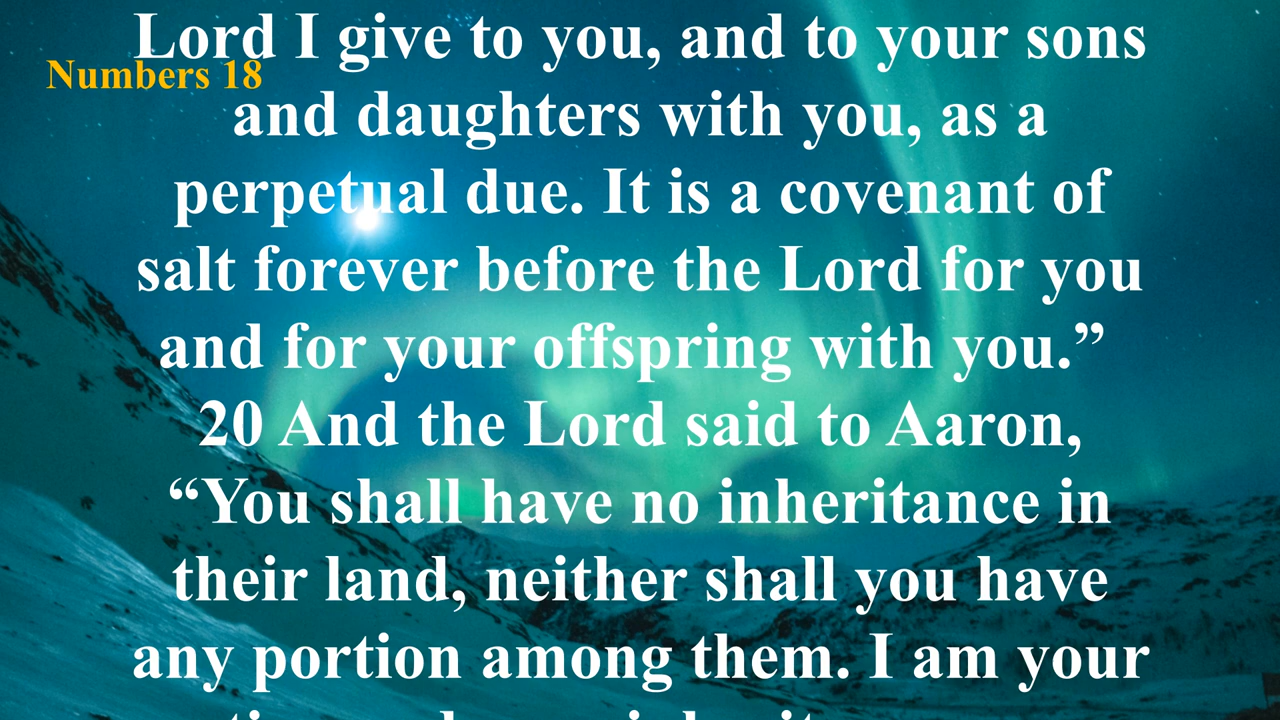 Lord I give to you, and to your sons
Numbers 18
and daughters with you, as a
perpetual due. It is a covenant of
salt forever before the Lord for you
and for your offspring with you.”
20 And the Lord said to Aaron,
“You shall have no inheritance in
their land, neither shall you have
any portion among them. I am your